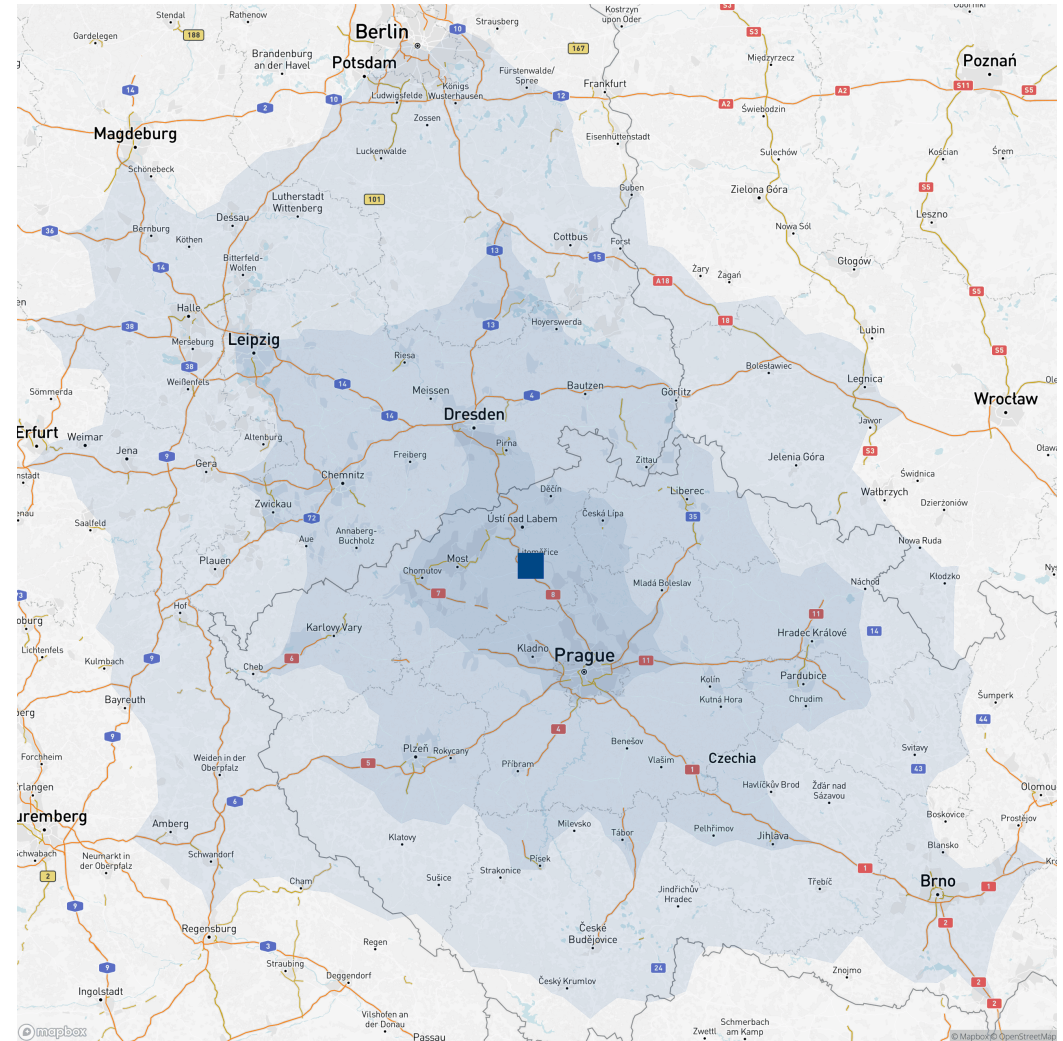 Stendal
Rathenow
Kostrzyn
upon Oder
S3
Oborniki
Gardelegen
188
Berlin
10
Strausberg
167
S3
Międzyrzecz
Poznań
Brandenburg
an der Havel
Potsdam
Fürstenwalde/
Spree
Frankfurt
14
2
10
Ludwigsfelde
Königs
Wusterhausen
12
A2
A2
S11
S5
Świebodzin
Magdeburg
Zossen
Eisenhüttenstadt
Schönebeck
Luckenwalde
Sulechów
Kościan
Śrem
Guben
S5
Lutherstadt
Wittenberg
101
Zielona Góra
Leszno
36
Bernburg
Dessau
Köthen
Cottbus
Forst
Nowa Sól
13
15
S5
14
Bitterfeld-
Wolfen
Żary
Żagań
A18
Głogów
S5
Halle
38
Merseburg
Leipzig
13
Hoyerswerda
18
Lubin
S5
38
Weißenfels
Riesa
14
Meissen
Bautzen
4
Bolesławiec
Legnica
Görlitz
Sömmerda
14
Dresden
Wrocław
Erfurt
Weimar
Jena
9
Altenburg
Gera
Freiberg
Pirna
Zittau
Jawor
S3
Oława
Jelenia Góra
Chemnitz
Świdnica
Zwickau
Děčín
Liberec
Wałbrzych
Dzierżoniów
Saalfeld
72
Ústí nad Labem
Česká Lípa
35
Aue
Annaberg-
Buchholz
Litoměřice
Nowa Ruda
Plauen
Most
Chomutov
Mladá Boleslav
Náchod
Kłodzko
7
8
73
Hof
11
Karlovy Vary
Hradec Králové
14
Lichtenfels
Kulmbach
9
Cheb
6
Kladno
Prague
11
Pardubice
Kolín
Kutná Hora
Chrudim
Bayreuth
Šumperk
44
4
9
Forchheim
Weiden in der
Oberpfalz
5
Plzeň
Rokycany
Příbram
Benešov
Vlašim
Czechia
1
Svitavy
43
Havlíčkův Brod
Žďár nad
Sázavou
6
Boskovice
Prostějov
Amberg
Milevsko
Tábor
Pelhřimov
Jihlava
Klatovy
Blansko
Neumarkt in
der Oberpfalz
Schwandorf
Písek
Strakonice
Sušice
1
2
Cham
Třebíč
Brno
1
Jindřichův
Hradec
9
Regensburg
3
Regen
České
Budějovice
2
Straubing
24
9
Deggendorf
Český Krumlov
Znojmo
2
Ingolstadt
2
Vilshofen an
der Donau
Passau
Zwettl
Schmerbach
am Kamp
mapbox
© Mapbox © OpenStreetMap